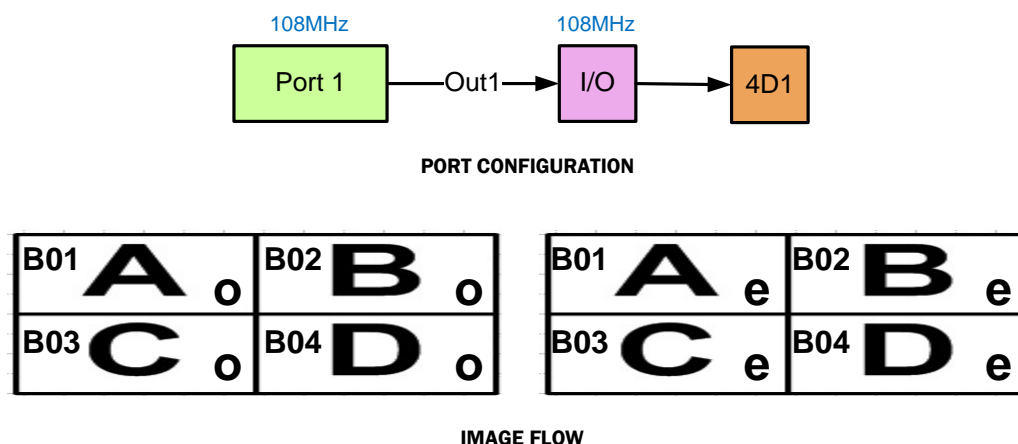 108MHz 108MHz
Port 1 Out1 I/O 4D1
PORT CONFIGURATION
B01 A o B02 B o B01 A e B02 B e
B03 C o B04 D o B03 C e B04 D e
IMAGE FLOW